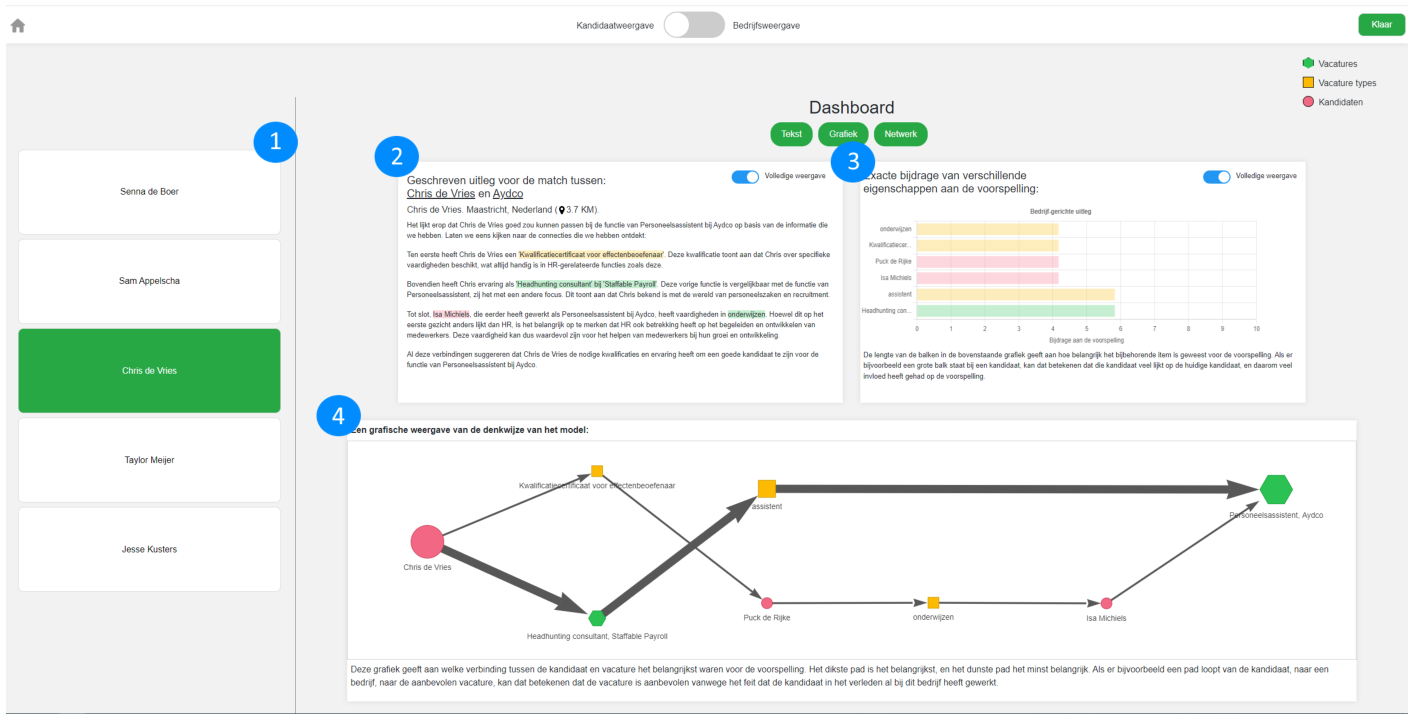 Kandidaatweergave
Bedrijfsweergave
Klaar
Vacatures
Vacature types
Kandidaten
Dashboard
Tekst
Grafiek
Netwerk
1
Senna de Boer
Sam Appelscha
Chris de Vries
Taylor Meijer
Jesse Kusters
2
Geschreven uitleg voor de match tussen:
Chris de Vries en Aydco
Volledige weergave
Chris de Vries. Maastricht, Nederland (3.7 KM).
Het lijkt erop dat Chris de Vries goed zou kunnen passen bij de functie van Personeelsassistent bij Aydco op basis van de informatie die
we hebben. Laten we eens kijken naar de connecties die we hebben ontdekt:
Ten eerste heeft Chris de Vries een 'Kwalificatiecertificaat voor effectenbeoefenaar'. Deze kwalificatie toont aan dat Chris over specifieke
vaardigheden beschikt, wat altijd handig is in HR-gerelateerde functies zoals deze.
Bovendien heeft Chris ervaring als 'Headhunting consultant' bij 'Staffable Payroll'. Deze vorige functie is vergelijkbaar met de functie van
Personeelsassistent, zij het met een andere focus. Dit toont aan dat Chris bekend is met de wereld van personeelszaken en recruitment.
Tot slot, Isa Michiels, die eerder heeft gewerkt als Personeelsassistent bij Aydco, heeft vaardigheden in onderwijzen. Hoewel dit op het
eerste gezicht anders lijkt dan HR, is het belangrijk op te merken dat HR ook betrekking heeft op het begeleiden en ontwikkelen van
medewerkers. Deze vaardigheid kan dus waardevol zijn voor het helpen van medewerkers bij hun groei en ontwikkeling.
Al deze verbindingen suggereren dat Chris de Vries de nodige kwalificaties en ervaring heeft om een goede kandidaat te zijn voor de
functie van Personeelsassistent bij Aydco.
3
Exacte bijdrage van verschillende
eigenschappen aan de voorspelling:
Volledige weergave
Bedrijf-gerichte uitleg
onderwijzen
Kwalificatiecer...
Puck de Rijke
Isa Michiels
assistent
Headhunting con...
0 1 2 3 4 5 6 7 8 9 10
Bijdrage aan de voorspelling
De lengte van de balken in de bovenstaande grafiek geeft aan hoe belangrijk het bijbehorende item is geweest voor de voorspelling. Als er
bijvoorbeeld een grote balk staat bij een kandidaat, kan dat betekenen dat die kandidaat veel lijkt op de huidige kandidaat, en daarom veel
invloed heeft gehad op de voorspelling.
4
Een grafische weergave van de denkwijze van het model:
Kwalificatiecertificaat voor effectenbeoefenaar
assistent
Personeelsassistent, Aydco
Chris de Vries
Puck de Rijke
onderwijzen
Isa Michiels
Headhunting consultant, Staffable Payroll
Deze grafiek geeft aan welke verbinding tussen de kandidaat en vacature het belangrijkst waren voor de voorspelling. Het dikste pad is het belangrijkst, en het dunste pad het minst belangrijk. Als er bijvoorbeeld een pad loopt van de kandidaat, naar een
bedrijf, naar de aanbevolen vacature, kan dat betekenen dat de vacature is aanbevolen vanwege het feit dat de kandidaat in het verleden al bij dit bedrijf heeft gewerkt.